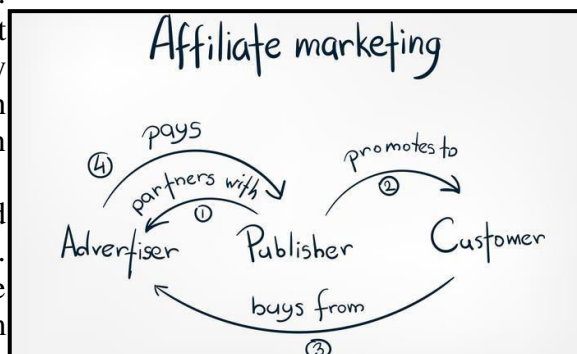 Affiliate marketing
pays
④
partners with
①
promotes to
②
Advertiser Publisher Customer
buys from
③